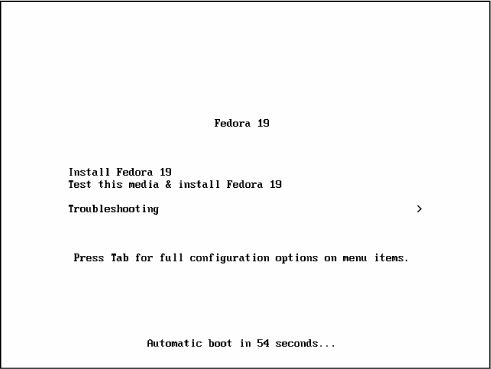 Fedora 19
Install Fedora 19
Test this media & install Fedora 19
Troubleshooting >
Press Tab for full configuration options on menu items.
Automatic boot in 54 seconds...